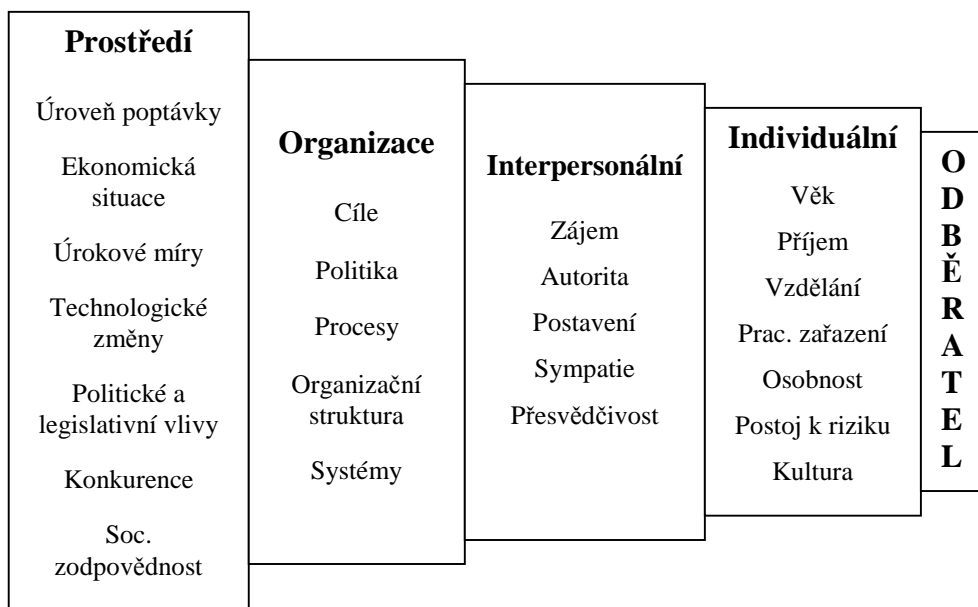 Prostředí
Úroveň poptávky
Ekonomická
situace
Úrokové míry
Technologické
změny
Politické a
legislativní vlivy
Konkurence
Soc.
zodpovědnost
Organizace
Cíle
Politika
Procesy
Organizační
struktura
Systémy
Interpersonální
Zájem
Autorita
Postavení
Sympatie
Přesvědčivost
Individuální
Věk
Příjem
Vzdělání
Prac. zařazení
Osobnost
Postoj k riziku
Kultura
O
D
B
Ě
R
A
T
E
L